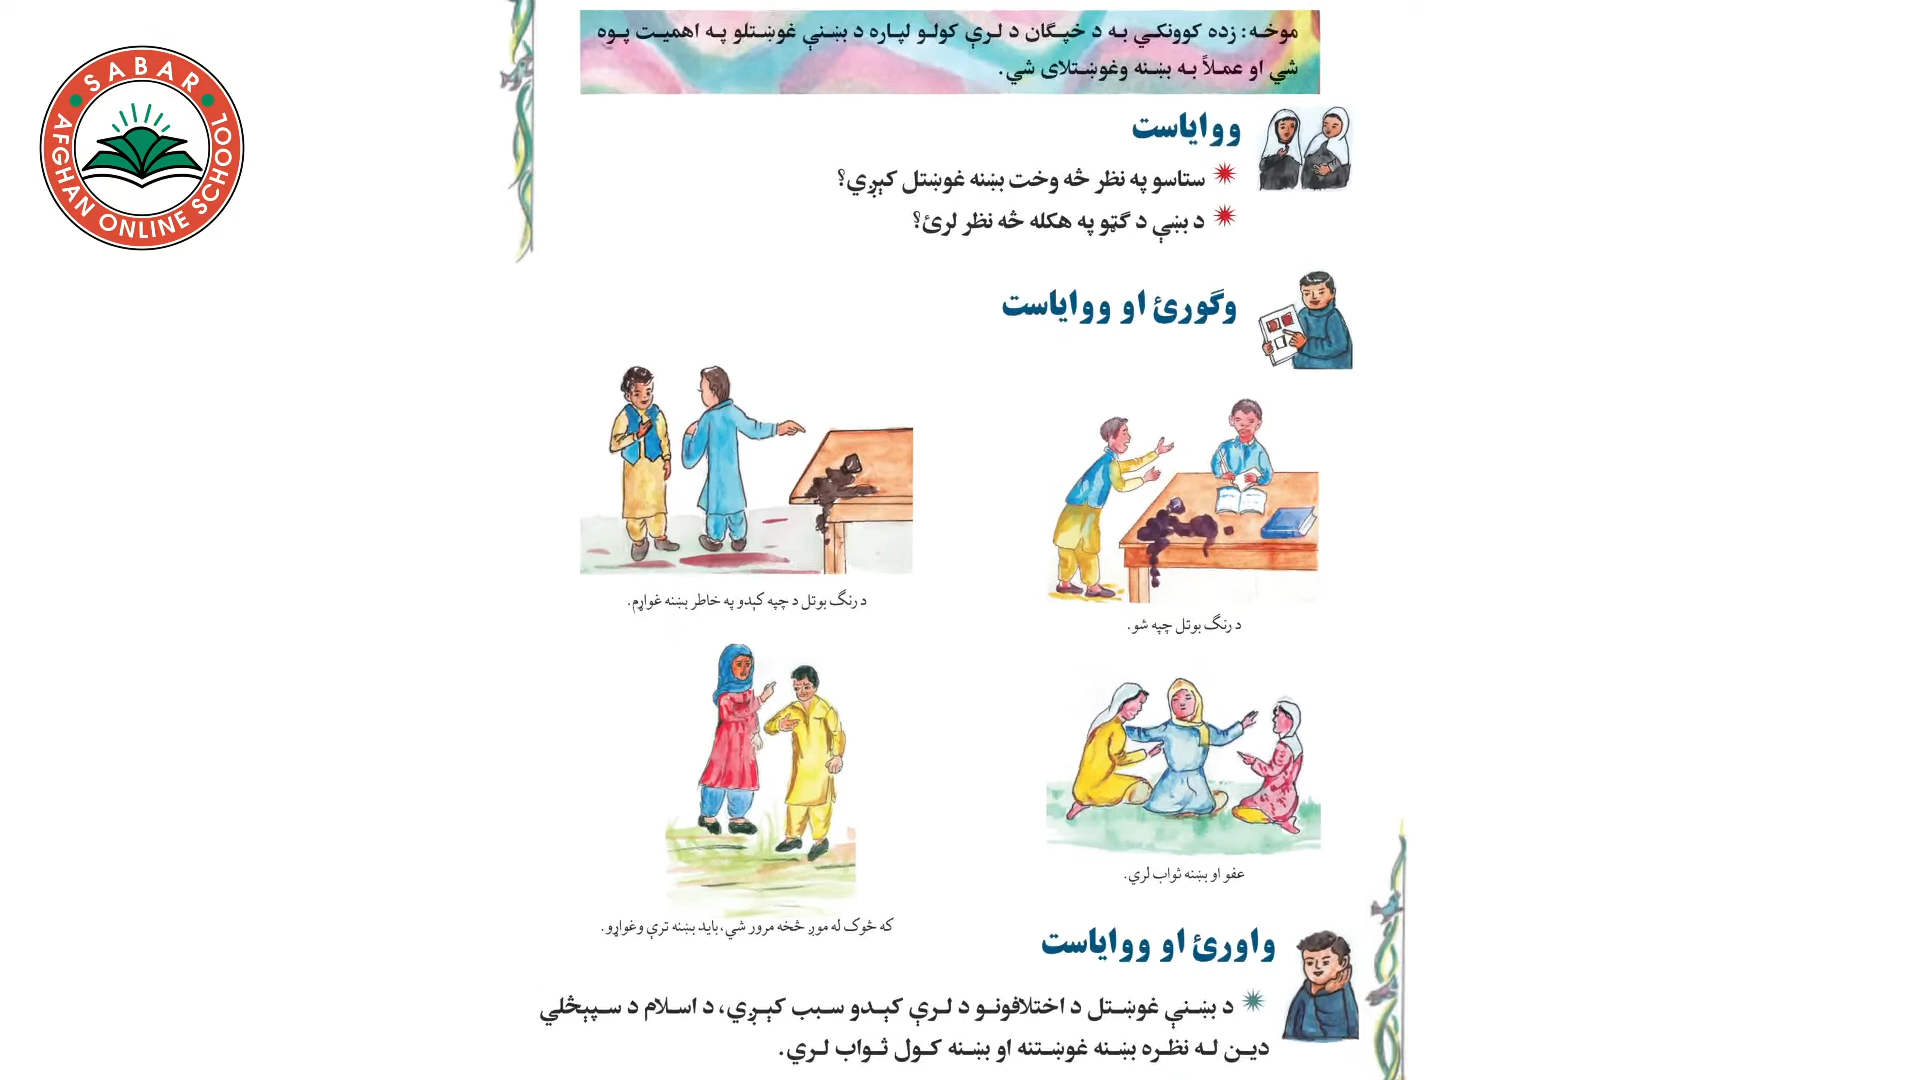 SABAR
AFGHAN ONLINE SCHOOL
موخه: زده کوونکي به د خپګان د لرې کولو لپاره د بښنې غوښتلو په اهمیت پوه
شي او عملاً به بښنه وغوښتلای شي.
ووایاست
ستاسو په نظر څه وخت بښنه غوښتل کېږي؟
د بښې د ګټو په هکله څه نظر لرئ؟
وګورئ او ووایاست
د رنګ بوتل د چپه کېدو په خاطر بښنه غواړم.
د رنګ بوتل چپه شو.
عفو او بښنه ثواب لري.
که څوک له موږ څخه مرور شي، باید بښنه ترې وغواړو.
واورئ او ووایاست
د بښنې غوښتل د اختلافونو د لرې کېدو سبب کېږي، د اسلام د سپېڅلي
دین له نظره بښنه غوښتنه او بښنه کول ثواب لري.